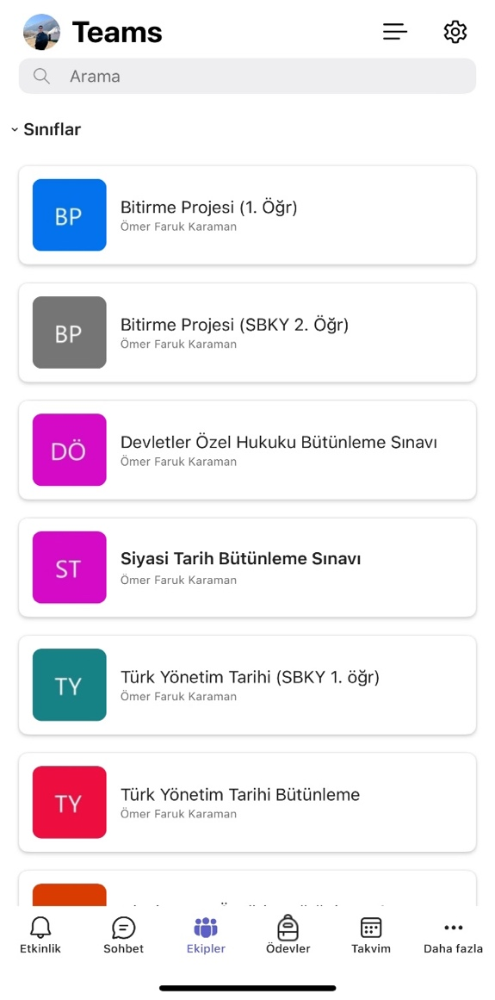 Teams
Arama
Sınıflar
BP
Bitirme Projesi (1. Öğr)
Ömer Faruk Karaman
BP
Bitirme Projesi (SBKY 2. Öğr)
Ömer Faruk Karaman
DÖ
Devletler Özel Hukuku Bütünleme Sınavı
Ömer Faruk Karaman
ST
Siyasi Tarih Bütünleme Sınavı
Ömer Faruk Karaman
TY
Türk Yönetim Tarihi (SBKY 1. öğr)
Ömer Faruk Karaman
TY
Türk Yönetim Tarihi Bütünleme
Ömer Faruk Karaman
Etkinlik
Sohbet
Ekipler
Ödevler
Takvim
Daha fazla